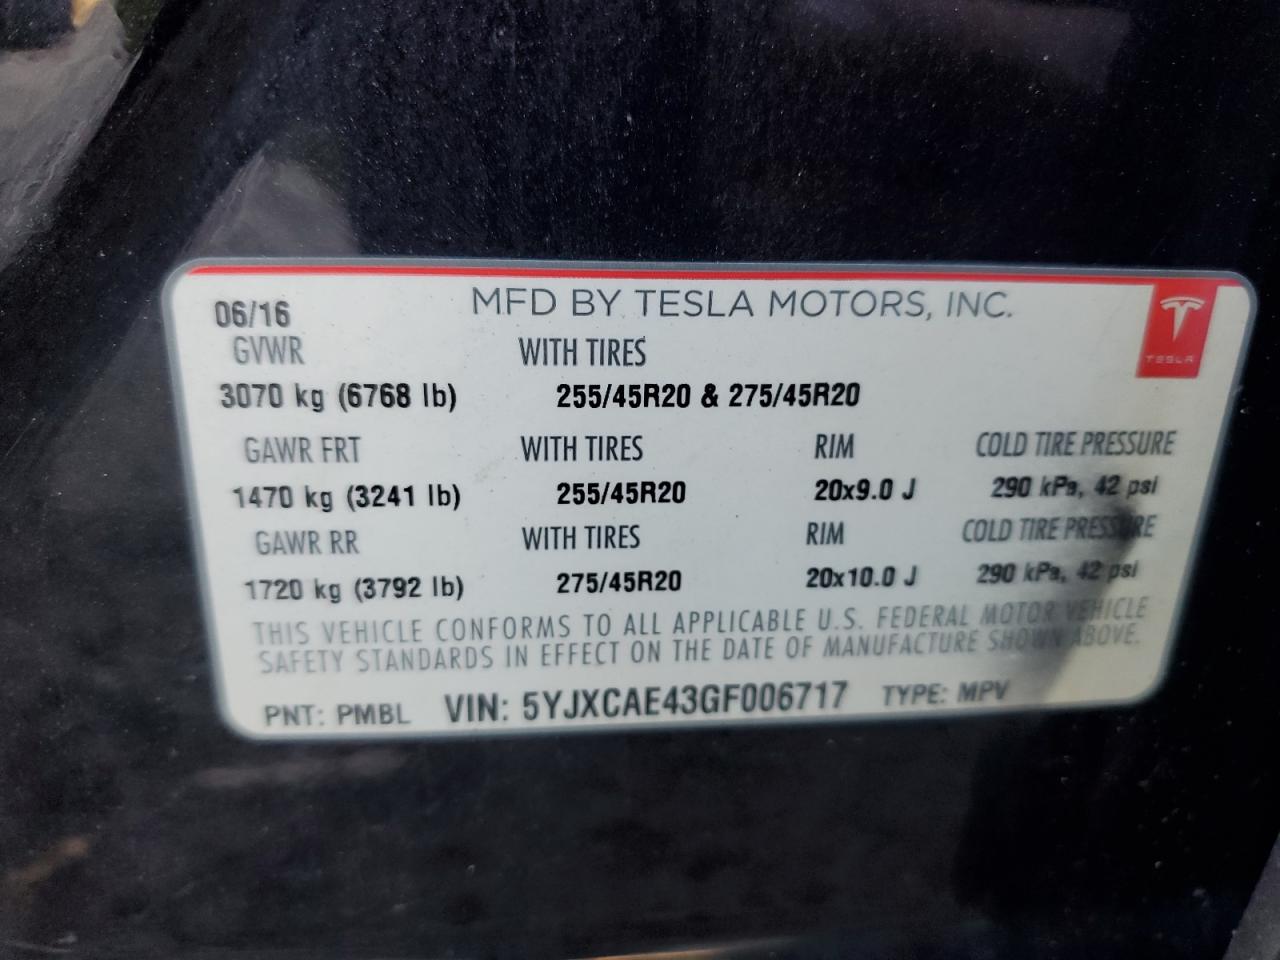 06/16 MFD BY TESLA MOTORS, INC.
TESLA
GVWR WITH TIRES
3070 kg (6768 lb) 255/45R20 & 275/45R20
GAWR FRT WITH TIRES RIM COLD TIRE PRESSURE
1470 kg (3241 lb) 255/45R20 20x9.0 J 290 kPa, 42 psi
GAWR RR WITH TIRES RIM COLD TIRE PRESSURE
1720 kg (3792 lb) 275/45R20 20x10.0 J 290 kPa, 42 psi
THIS VEHICLE CONFORMS TO ALL APPLICABLE U.S. FEDERAL MOTOR VEHICLE
SAFETY STANDARDS IN EFFECT ON THE DATE OF MANUFACTURE SHOWN ABOVE.
PNT: PMBL VIN: 5YJXCAE43GF006717 TYPE: MPV